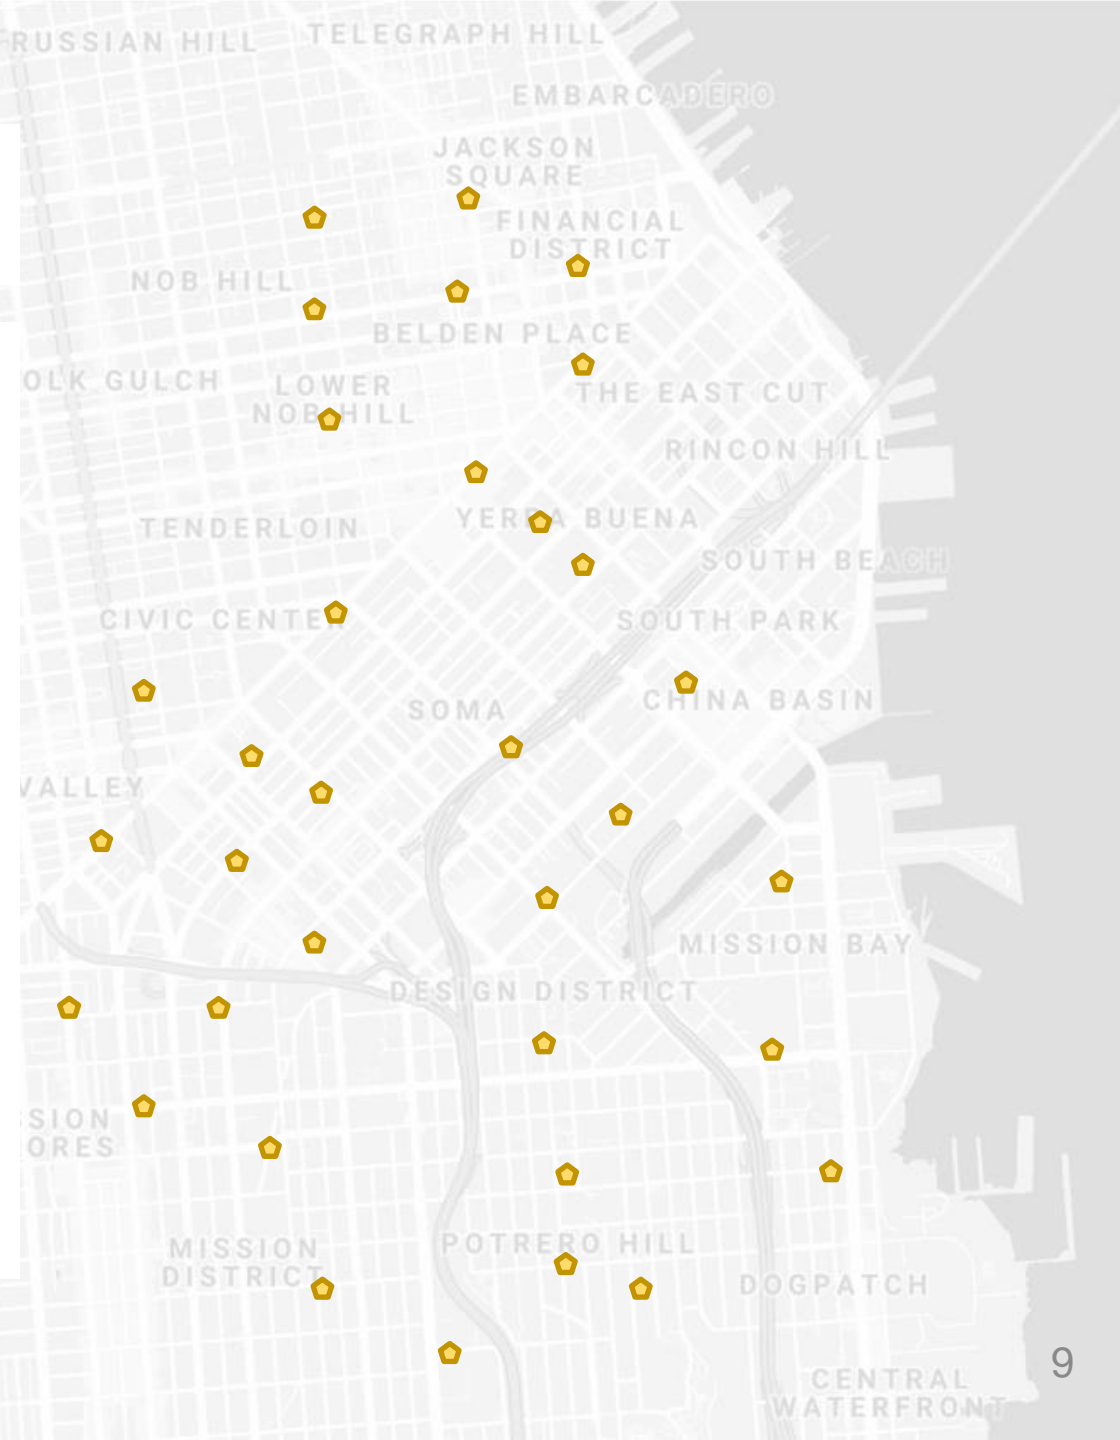 RUSSIAN HILL
TELEGRAPH HILL
EMBARCADERO
JACKSON
SQUARE
FINANCIAL
DISTRICT
NOB HILL
BELDEN PLACE
OLK GULCH
LOWER
NOB HILL
THE EAST CUT
RINCON HILL
YERBA BUENA
TENDERLOIN
SOUTH BEACH
CIVIC CENTER
SOUTH PARK
CHINA BASIN
SOMA
VALLEY
MISSION BAY
DESIGN DISTRICT
SION
ORES
MISSION
DISTRICT
POTRERO HILL
DOGPATCH
9
CENTRAL
WATERFRONT